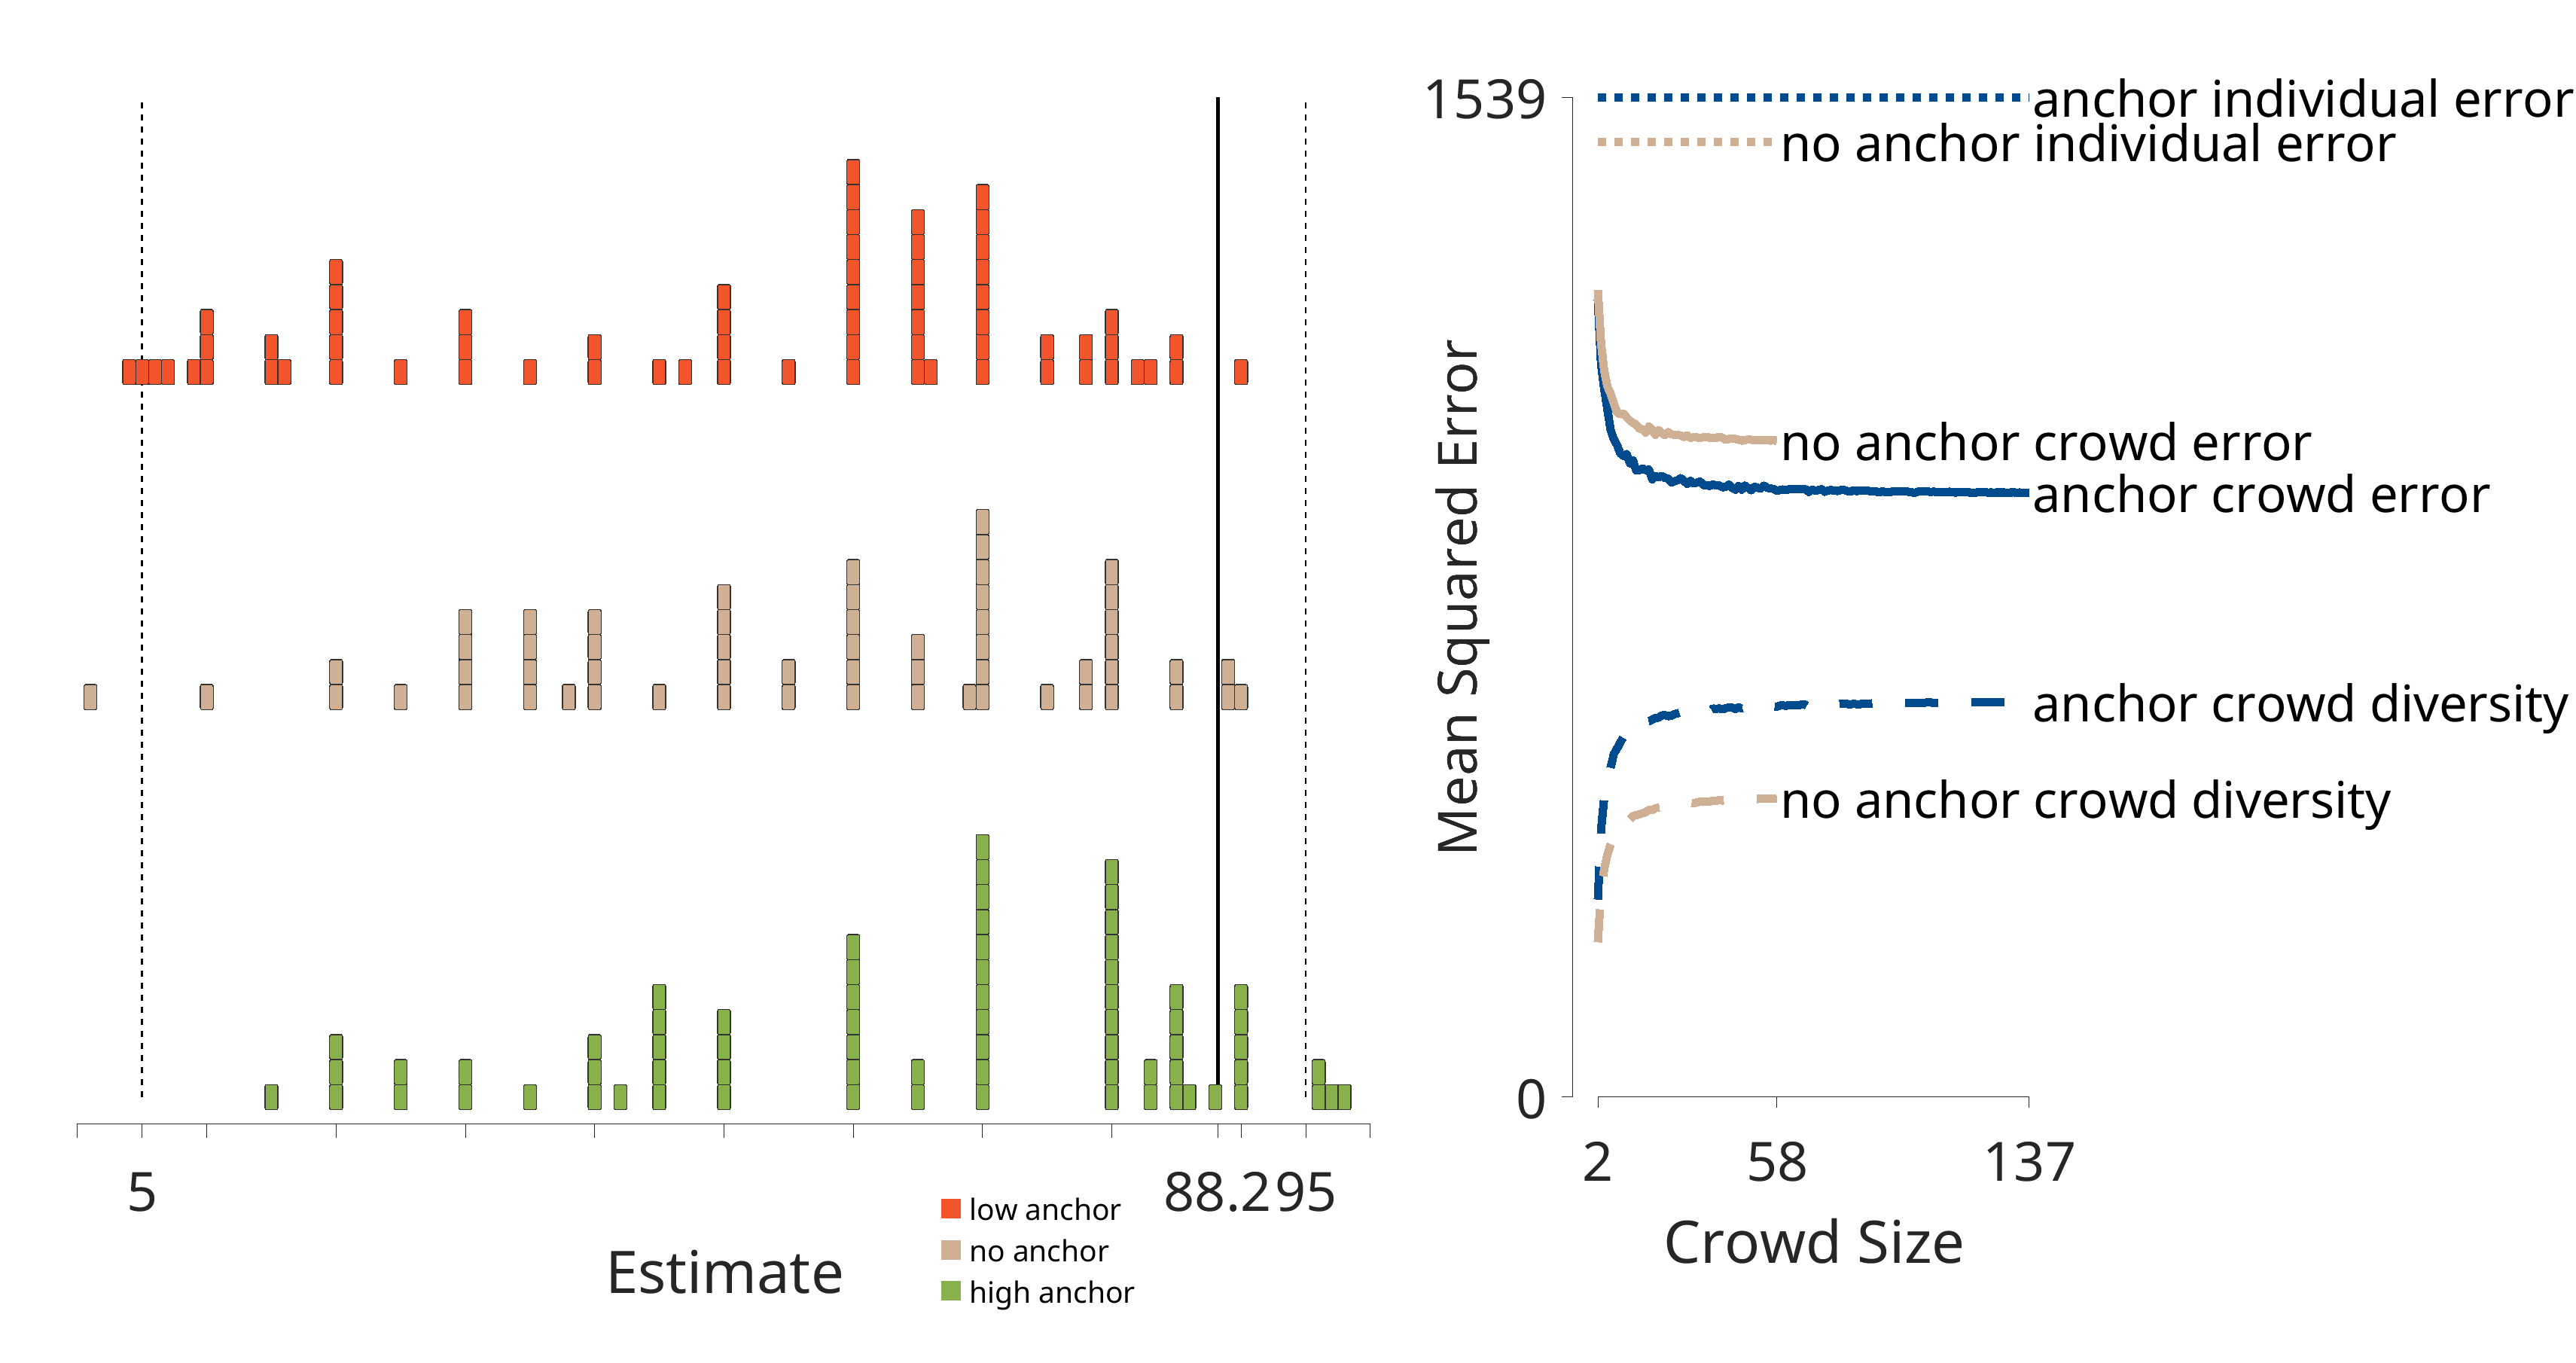 5
88.2
95
Estimate
low anchor
no anchor
high anchor
1539
0
Mean Squared Error
anchor individual error
no anchor individual error
no anchor crowd error
anchor crowd error
anchor crowd diversity
no anchor crowd diversity
2
58
137
Crowd Size